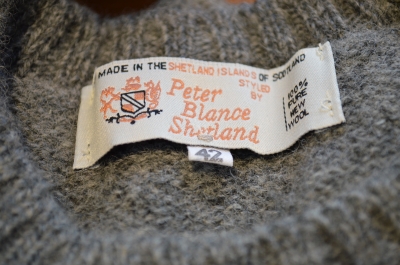 MADE IN THE SHETLAND ISLANDS OF SCOTLAND
STYLED
BY
Peter
Blance
Shetland
100%
PURE
NEW
WOOL
42